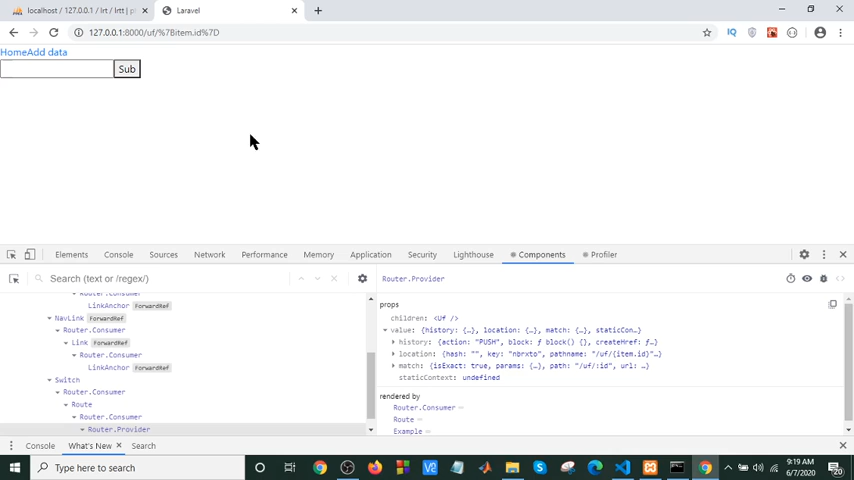 localhost / 127.0.0.1 / lrt / lrtt | p
Laravel
127.0.0.1:8000/uf/%7Bitem.id%7D
HomeAdd data
Sub
Elements Console Sources Network Performance Memory Application Security Lighthouse Components Profiler
Search (text or /regex/)
Router.Provider
Router.Consumer
LinkAnchor ForwardRef
NavLink ForwardRef
Router.Consumer
Link ForwardRef
Router.Consumer
LinkAnchor ForwardRef
Switch
Router.Consumer
Route
Router.Consumer
Router.Provider
props
children: <Uf />
value: {history: {…}, location: {…}, match: {…}, staticCon…}
history: {action: "PUSH", block: ƒ block() {}, createHref: ƒ…}
location: {hash: "", key: "nbrxto", pathname: "/uf/{item.id}"…}
match: {isExact: true, params: {…}, path: "/uf/:id", url: …}
staticContext: undefined
rendered by
Router.Consumer
Route
Example
Console What's New Search
Type here to search
9:19 AM
6/7/2020
20